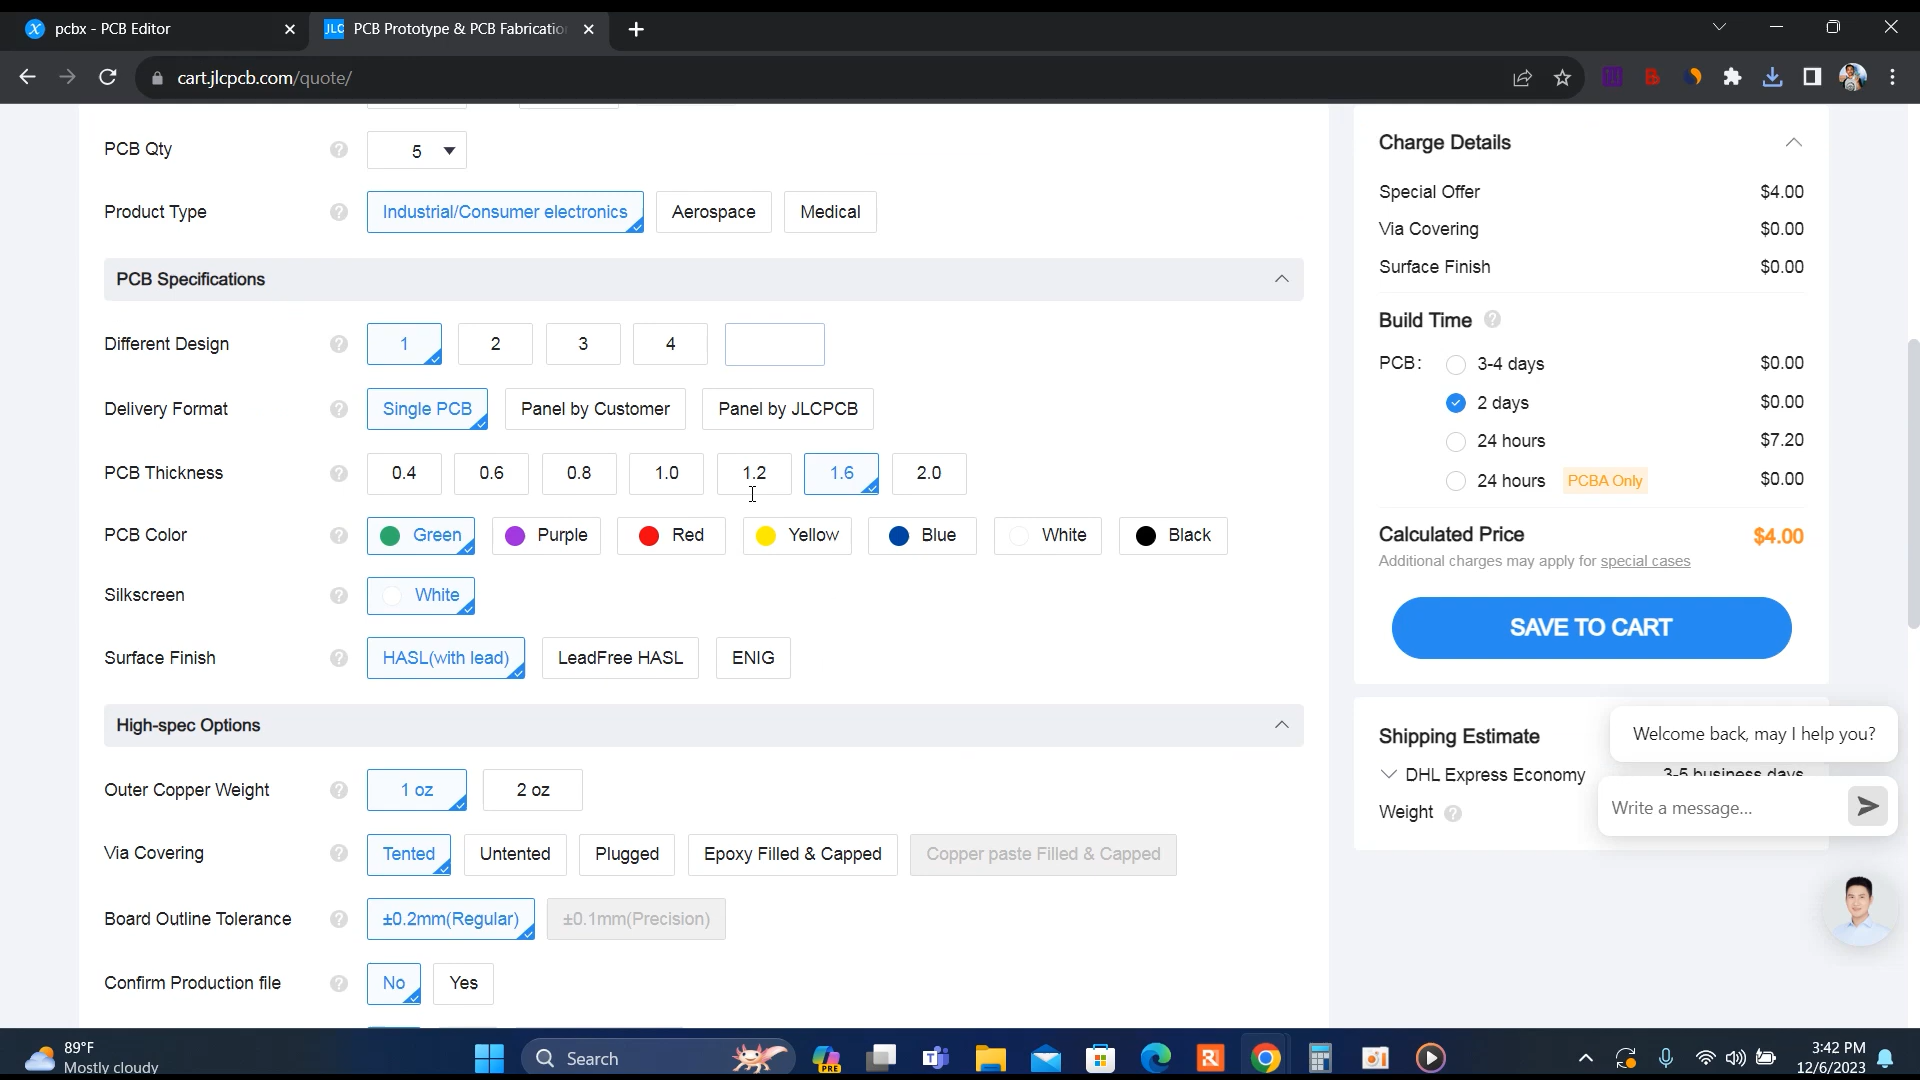 pcbx - PCB Editor
JLC PCB Prototype & PCB Fabricatio
cart.jlcpcb.com/quote/
PCB Qty 5
Product Type Industrial/Consumer electronics Aerospace Medical
PCB Specifications
Different Design 1 2 3 4
Delivery Format Single PCB Panel by Customer Panel by JLCPCB
PCB Thickness 0.4 0.6 0.8 1.0 1.2 1.6 2.0
PCB Color Green Purple Red Yellow Blue White Black
Silkscreen White
Surface Finish HASL(with lead) LeadFree HASL ENIG
High-spec Options
Outer Copper Weight 1 oz 2 oz
Via Covering Tented Untented Plugged Epoxy Filled & Capped Copper paste Filled & Capped
Board Outline Tolerance ±0.2mm(Regular) ±0.1mm(Precision)
Confirm Production file No Yes
Charge Details
Special Offer $4.00
Via Covering $0.00
Surface Finish $0.00
Build Time
PCB: 3-4 days $0.00
2 days $0.00
24 hours $7.20
24 hours PCBA Only $0.00
Calculated Price $4.00
Additional charges may apply for special cases
SAVE TO CART
Shipping Estimate
DHL Express Economy 3-5 business days
Weight
Welcome back, may I help you?
Write a message...
89°F
Mostly cloudy
Search
PRE
3:42 PM
12/6/2023